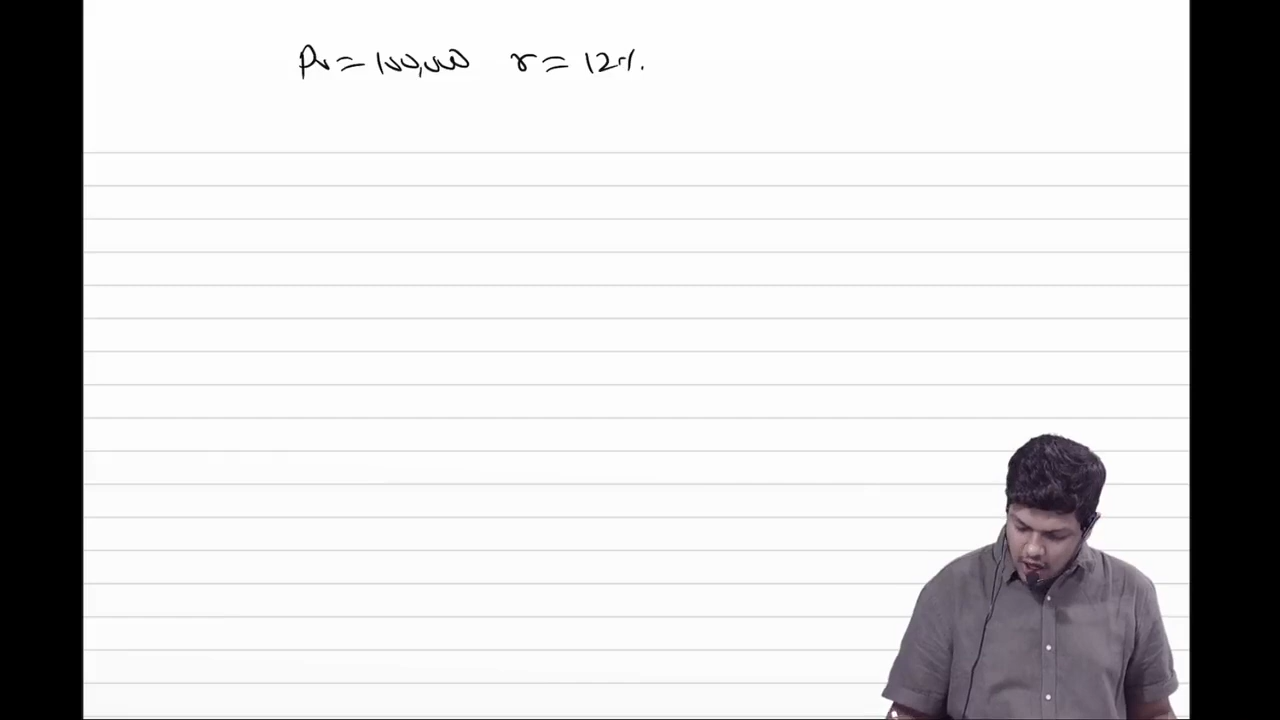 Pv = 100,000 r = 12%.